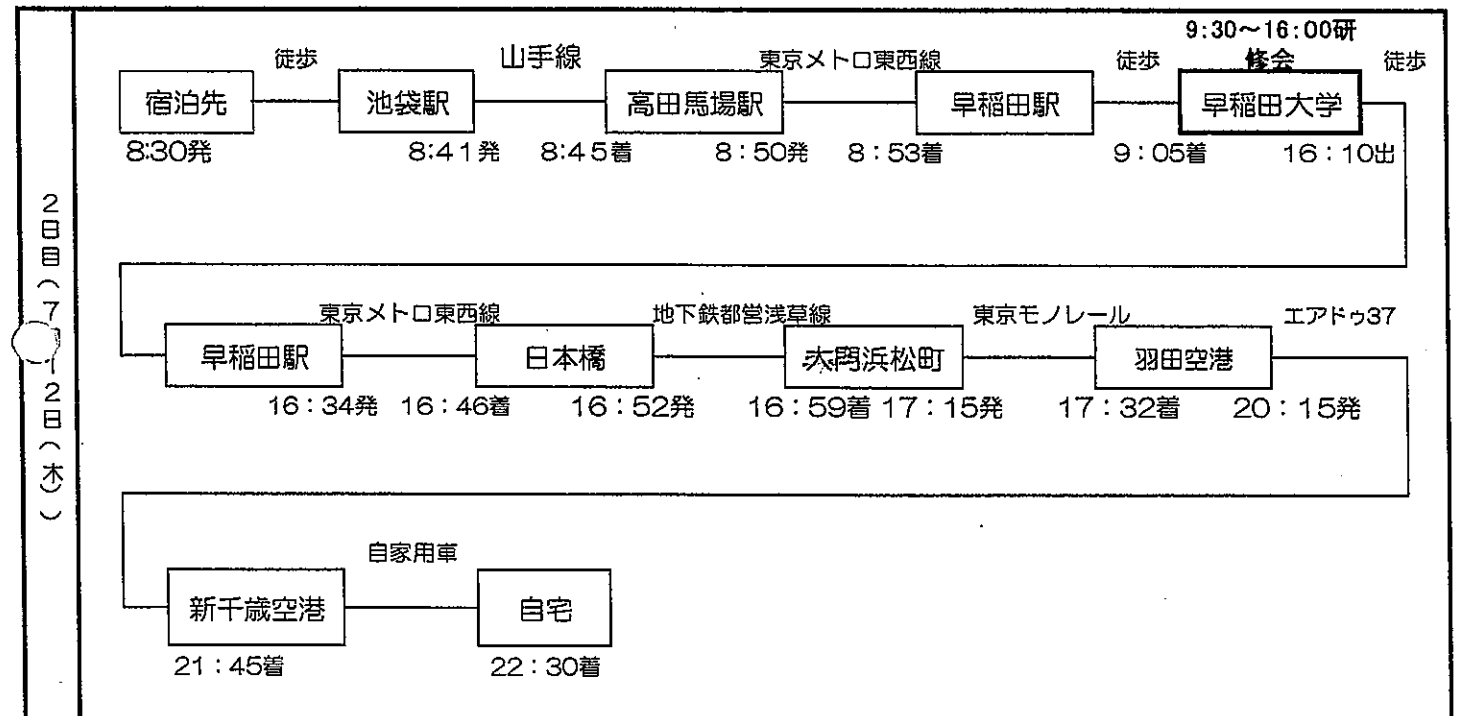 9:30～16:00研
徒歩 山手線 東京メトロ東西線 徒歩 修会 徒歩
宿泊先 池袋駅 高田馬場駅 早稲田駅 早稲田大学
8:30発 8:41発 8:45着 8：50発 8：53着 9：05着 16：10出
2日目（7 2日（木））
東京メトロ東西線 地下鉄都営浅草線 東京モノレール エアドゥ37
早稲田駅 日本橋 大門浜松町 羽田空港
16：34発 16：46着 16：52発 16：59着 17：15発 17：32着 20：15発
自家用車
新千歳空港 自宅
21：45着 22：30着